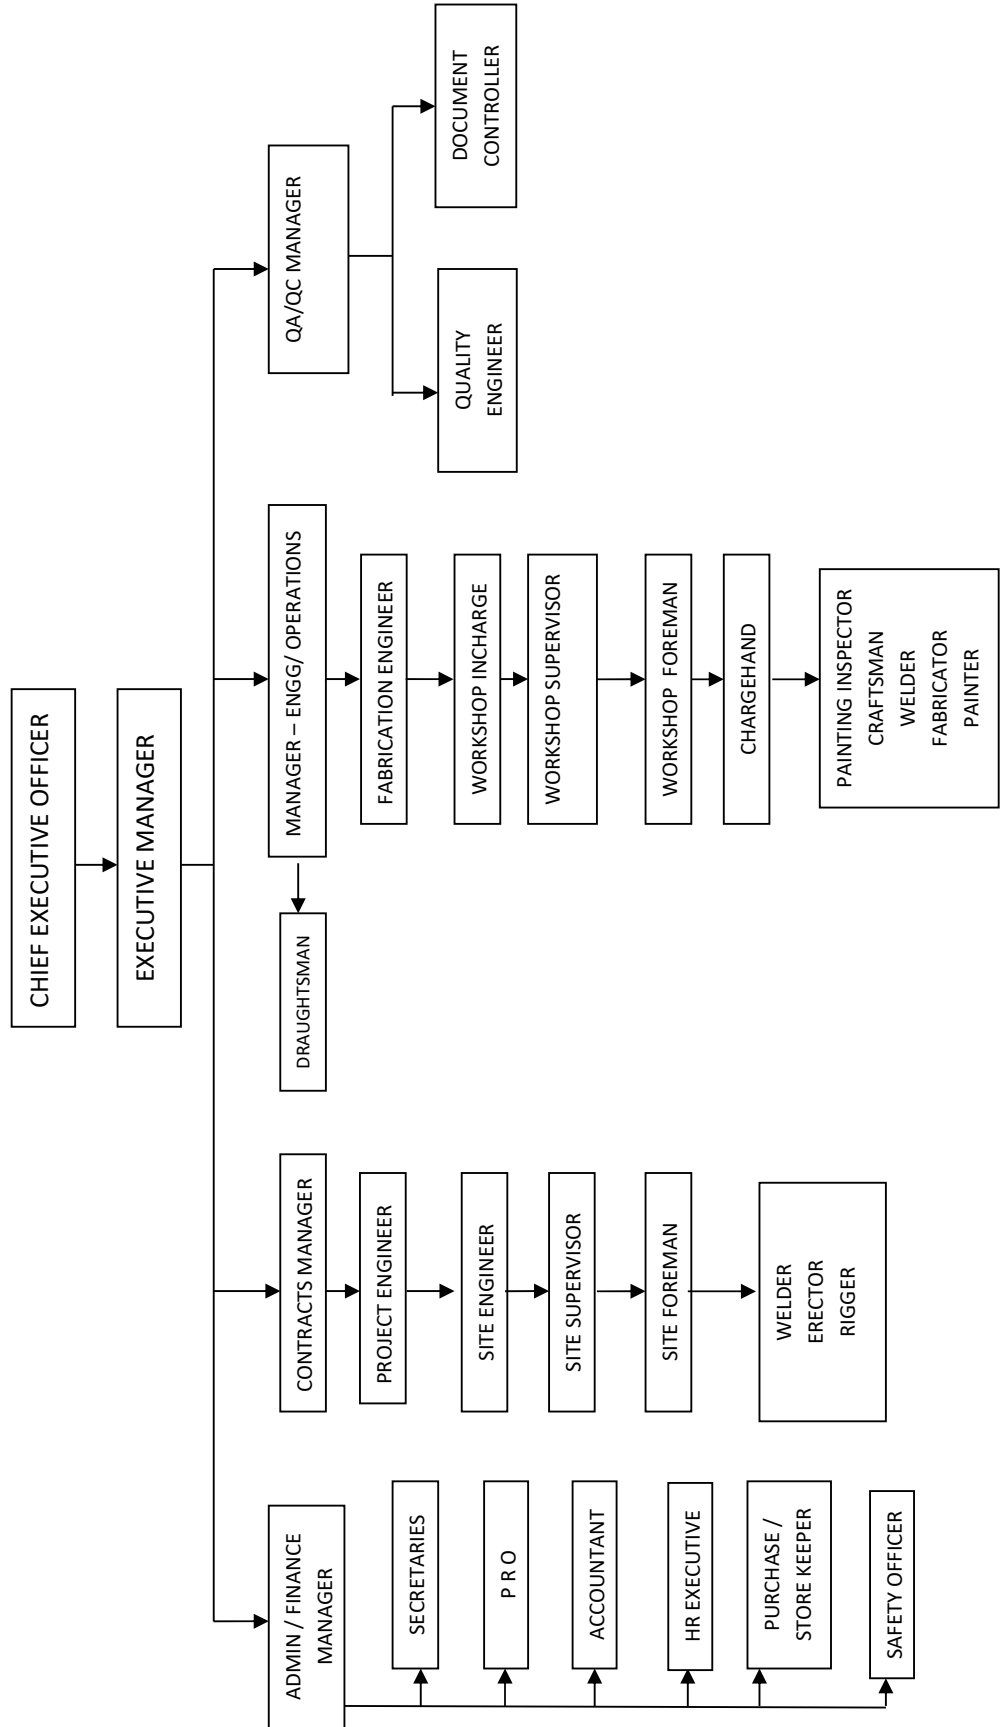 CHIEF EXECUTIVE OFFICER
EXECUTIVE MANAGER
ADMIN / FINANCE
MANAGER
SECRETARIES
P R O
ACCOUNTANT
HR EXECUTIVE
PURCHASE /
STORE KEEPER
SAFETY OFFICER
CONTRACTS MANAGER
PROJECT ENGINEER
SITE ENGINEER
SITE SUPERVISOR
SITE FOREMAN
WELDER
ERECTOR
RIGGER
DRAUGHTSMAN
MANAGER – ENGG/ OPERATIONS
FABRICATION ENGINEER
WORKSHOP INCHARGE
WORKSHOP SUPERVISOR
WORKSHOP FOREMAN
CHARGEHAND
PAINTING INSPECTOR
CRAFTSMAN
WELDER
FABRICATOR
PAINTER
QA/QC MANAGER
QUALITY
ENGINEER
DOCUMENT
CONTROLLER